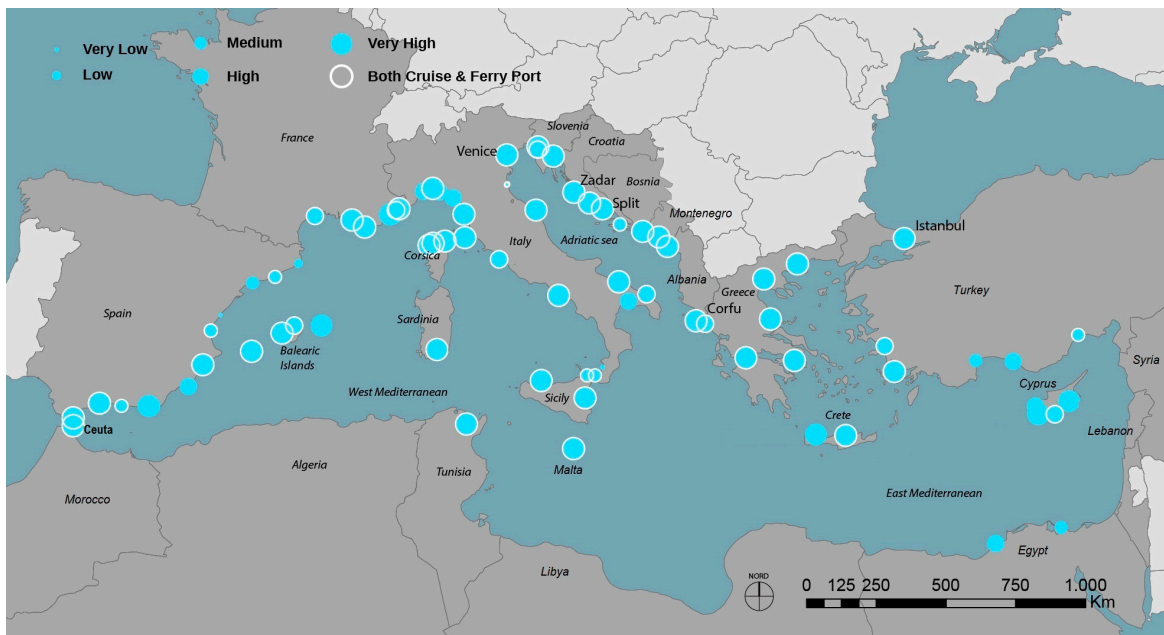 Very Low
Low
Medium
High
Very High
Both Cruise & Ferry Port
France
Slovenia
Croatia
Venice
Zadar
Bosnia
Split
Montenegro
Istanbul
Italy
Adriatic sea
Corsica
Albania
Greece
Turkey
Corfu
Spain
Sardinia
Balearic
Islands
West Mediterranean
Sicily
Syria
Cyprus
Crete
Lebanon
Ceuta
Algeria
Tunisia
Malta
Morocco
East Mediterranean
Egypt
Libya
NORD
0 125 250 500 750 1.000
Km